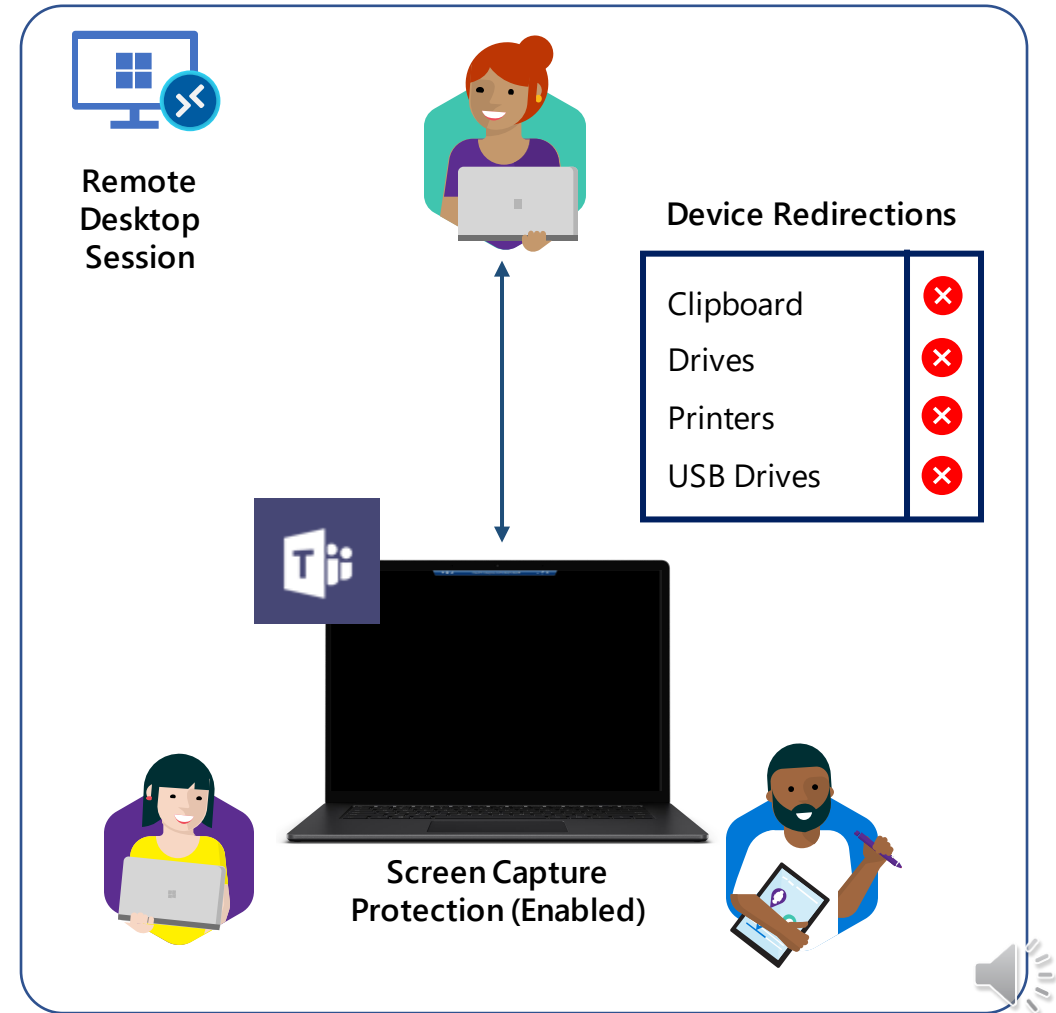 Remote
Desktop
Session
Device Redirections
Clipboard
Drives
Printers
USB Drives
T
Screen Capture
Protection (Enabled)